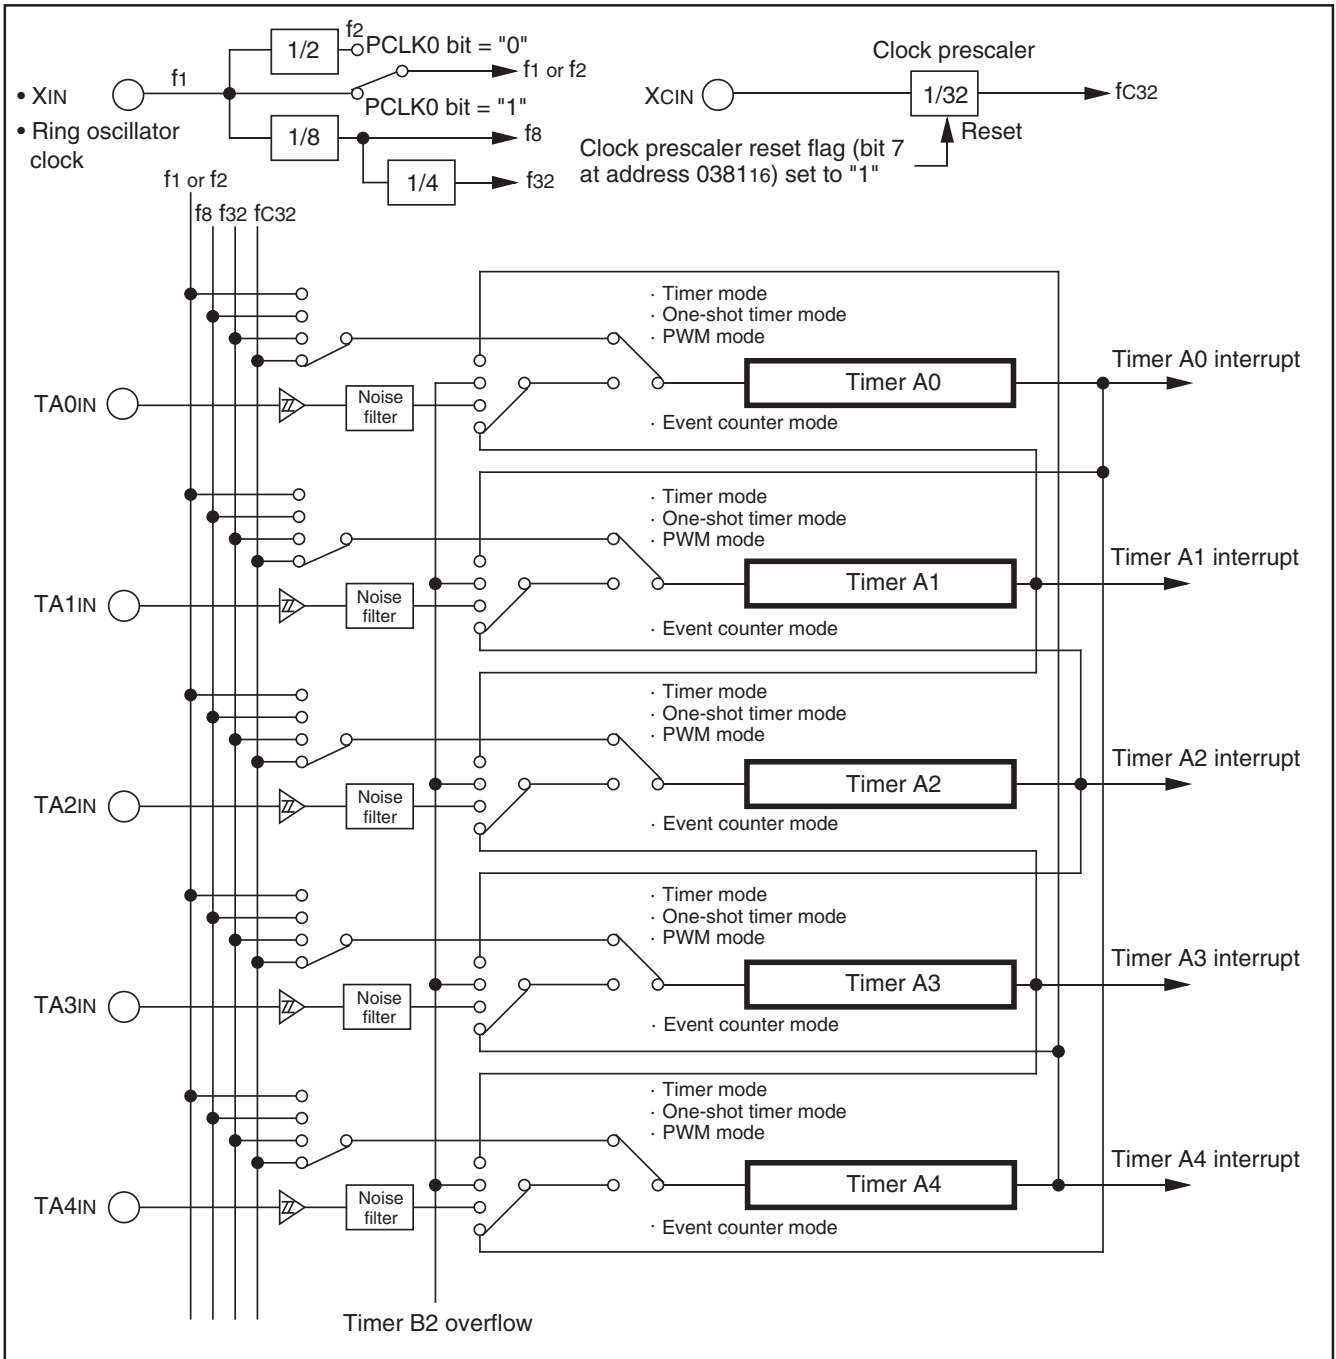 f2
1/2
PCLK0 bit = "0"
f1
f1 or f2
• XIN
PCLK0 bit = "1"
• Ring oscillator
clock
1/8
f8
1/4
f32
Clock prescaler
XCIN
1/32
fC32
Reset
Clock prescaler reset flag (bit 7
at address 038116) set to "1"
f1 or f2
f8 f32 fC32
· Timer mode
· One-shot timer mode
· PWM mode
Timer A0 interrupt
TA0IN
Noise
filter
Timer A0
· Event counter mode
· Timer mode
· One-shot timer mode
· PWM mode
Timer A1 interrupt
TA1IN
Noise
filter
Timer A1
· Event counter mode
· Timer mode
· One-shot timer mode
· PWM mode
Timer A2 interrupt
TA2IN
Noise
filter
Timer A2
· Event counter mode
· Timer mode
· One-shot timer mode
· PWM mode
Timer A3 interrupt
TA3IN
Noise
filter
Timer A3
· Event counter mode
· Timer mode
· One-shot timer mode
· PWM mode
Timer A4 interrupt
TA4IN
Noise
filter
Timer A4
· Event counter mode
Timer B2 overflow